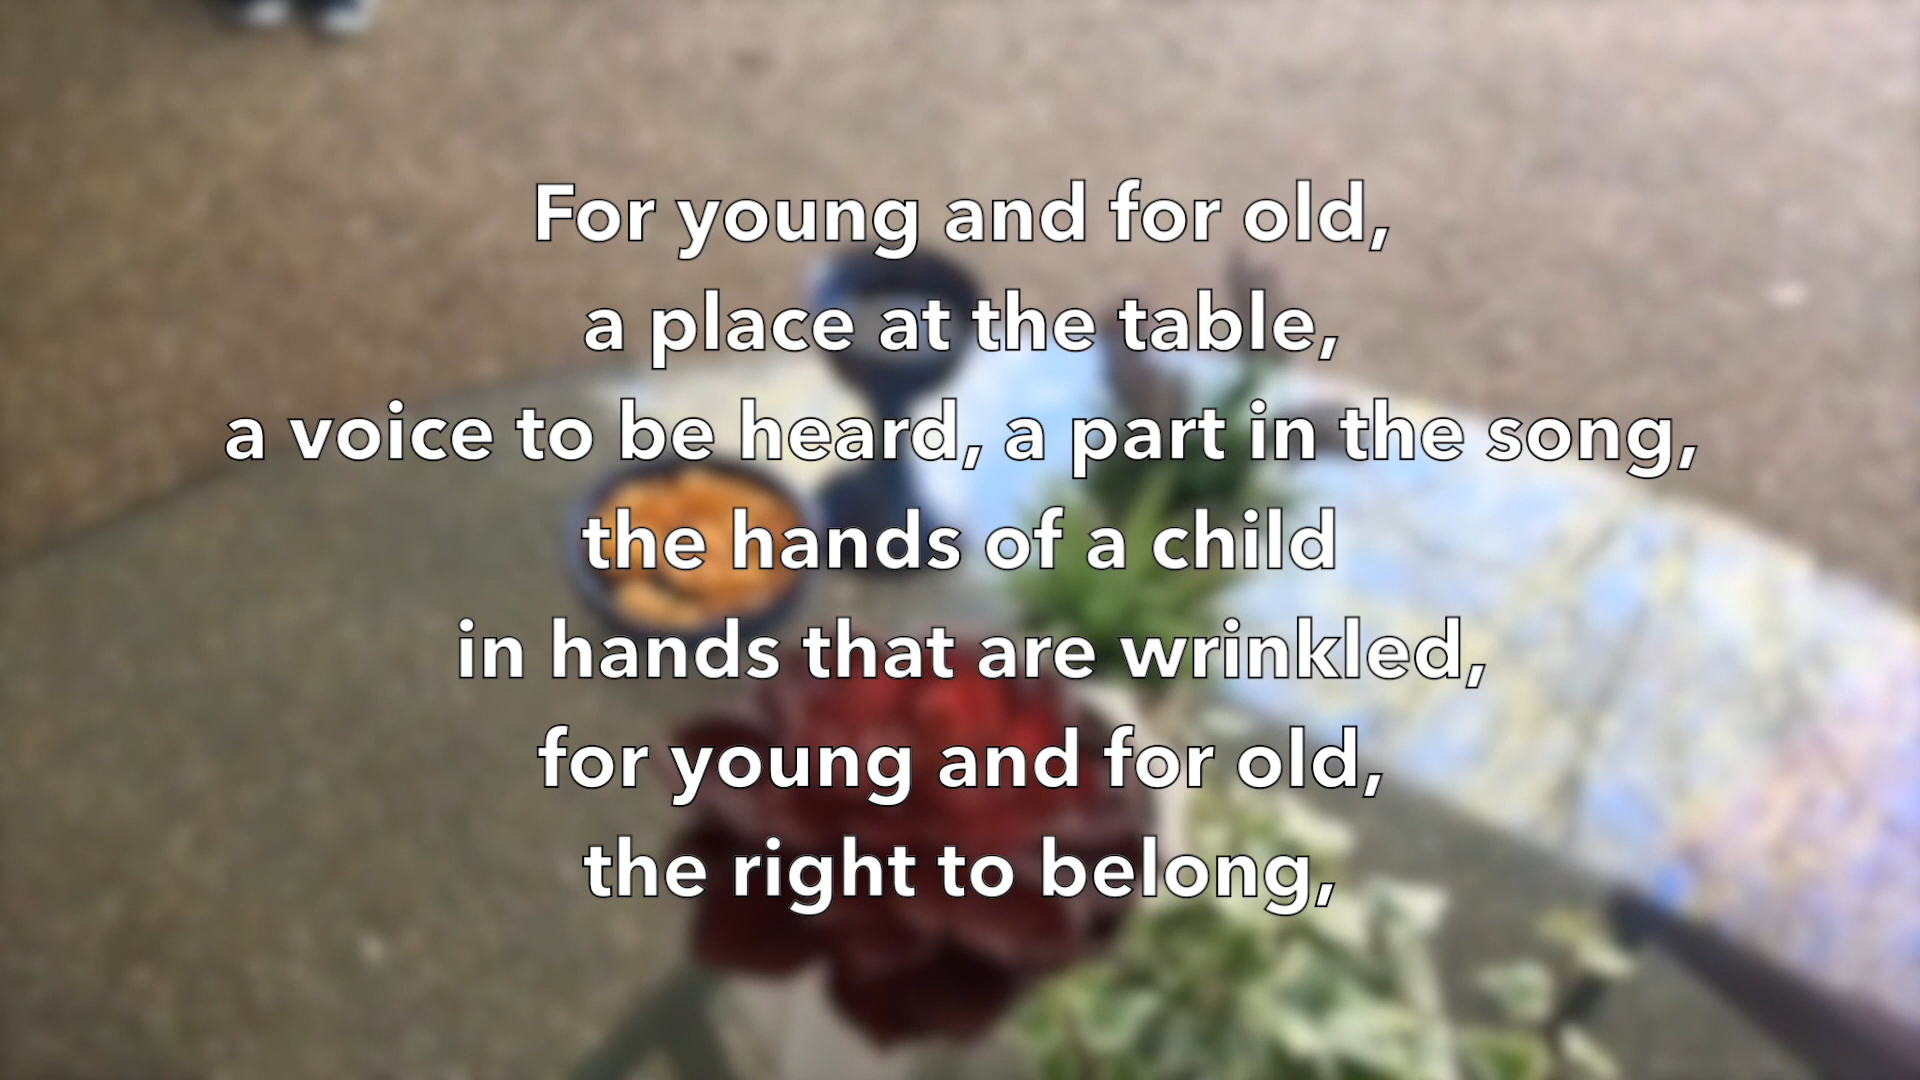 For young and for old,
a place at the table,
a voice to be heard, a part in the song,
the hands of a child
in hands that are wrinkled,
for young and for old,
the right to belong,